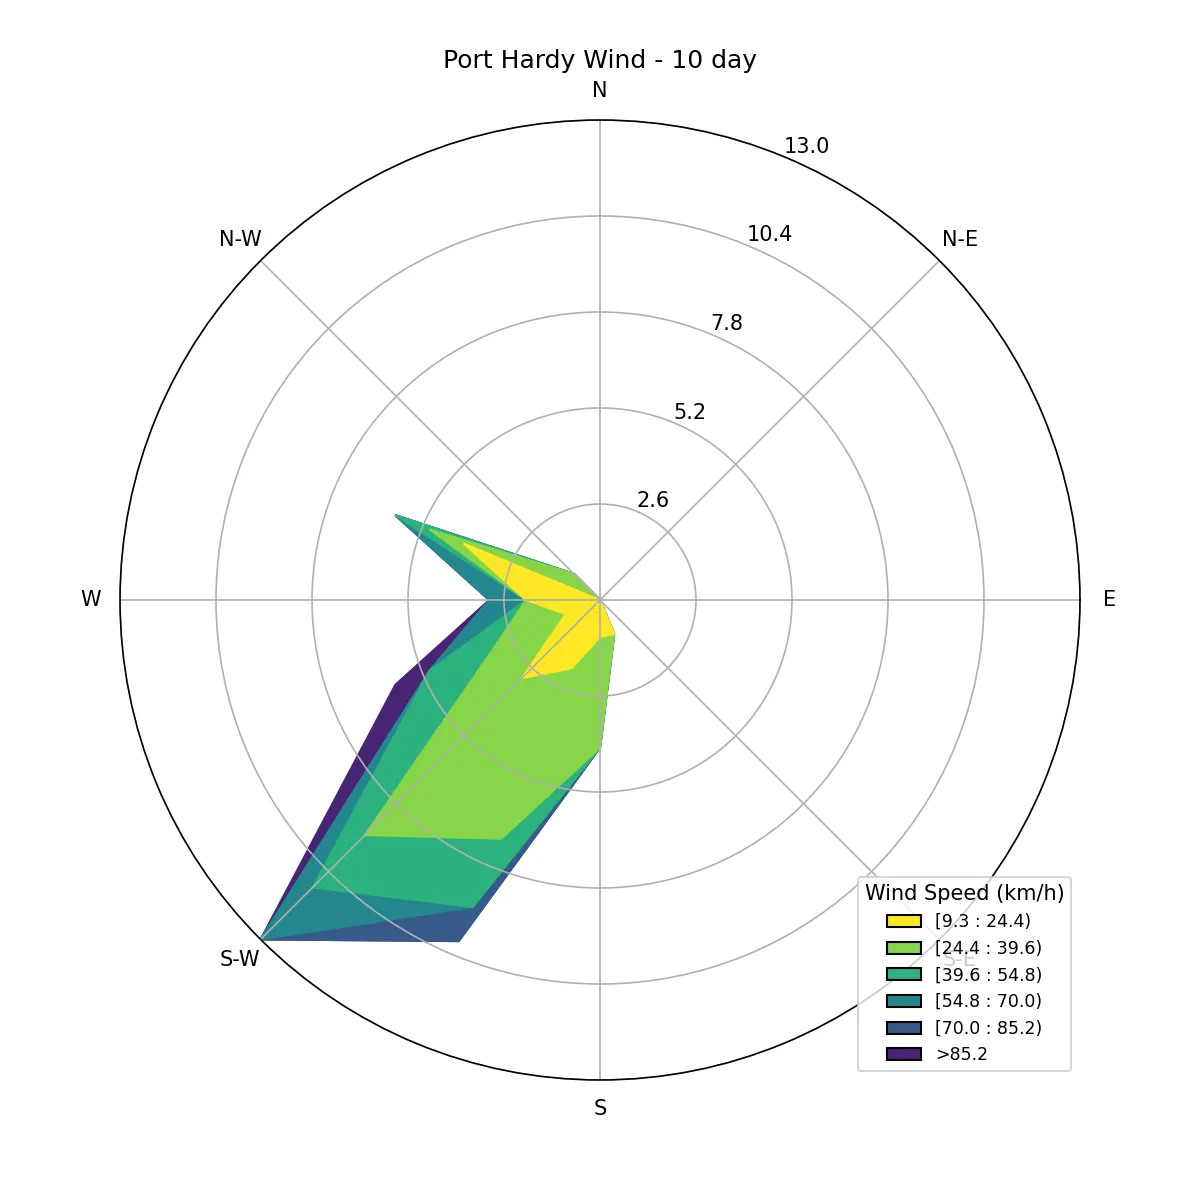 Port Hardy Wind - 10 day
N
13.0
N-W
N-E
10.4
7.8
5.2
2.6
W
E
S-W
S-E
S
Wind Speed (km/h)
[9.3 : 24.4)
[24.4 : 39.6)
[39.6 : 54.8)
[54.8 : 70.0)
[70.0 : 85.2)
>85.2